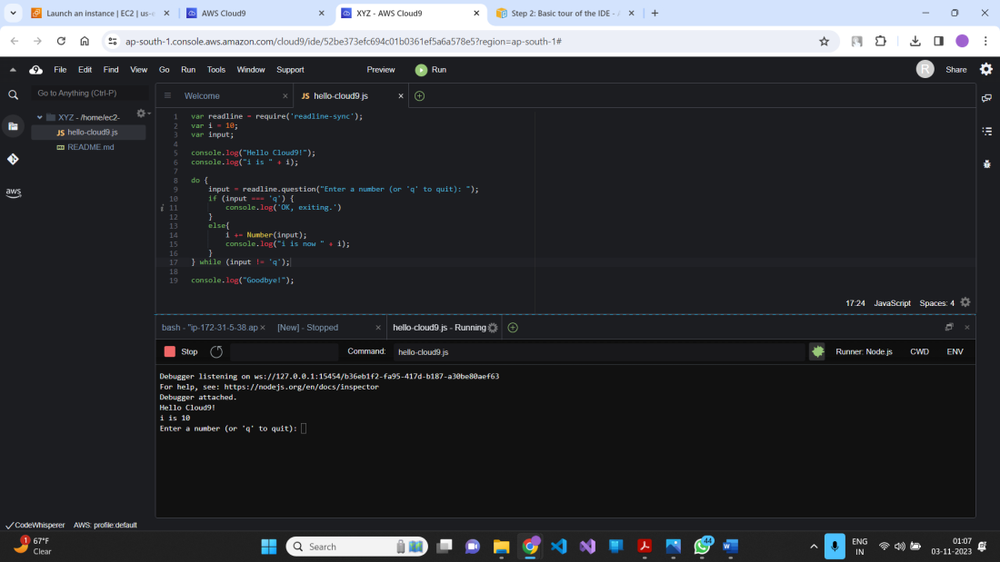 Launch an instance | EC2 | us-e
AWS Cloud9
XYZ - AWS Cloud9
Step 2: Basic tour of the IDE - A
ap-south-1.console.aws.amazon.com/cloud9/ide/52be373efc694c01b0361ef5a6a578e5?region=ap-south-1#
File Edit Find View Go Run Tools Window Support Preview Run R Share
Go to Anything (Ctrl-P)
Welcome
JS hello-cloud9.js
XYZ - /home/ec2-
JS hello-cloud9.js
README.md
aws
1 var readline = require('readline-sync');
2 var i = 10;
3 var input;
4
5 console.log("Hello Cloud9!");
6 console.log("i is " + i);
7
8 do {
9 input = readline.question("Enter a number (or 'q' to quit): ");
10 if (input === 'q') {
i 11 console.log('OK, exiting.')
12 }
13 else{
14 i += Number(input);
15 console.log("i is now " + i);
16 }
17 } while (input != 'q');
18
19 console.log("Goodbye!");
17:24 JavaScript Spaces: 4
bash - "ip-172-31-5-38.ap
[New] - Stopped
hello-cloud9.js - Running
Stop Command: hello-cloud9.js Runner: Node.js CWD ENV
Debugger listening on ws://127.0.0.1:15454/b36eb1f2-fa95-417d-b187-a30be80aef63
For help, see: https://nodejs.org/en/docs/inspector
Debugger attached.
Hello Cloud9!
i is 10
Enter a number (or 'q' to quit):
CodeWhisperer AWS: profile:default
1
67°F
Clear
Search
44
ENG
IN
01:07
03-11-2023